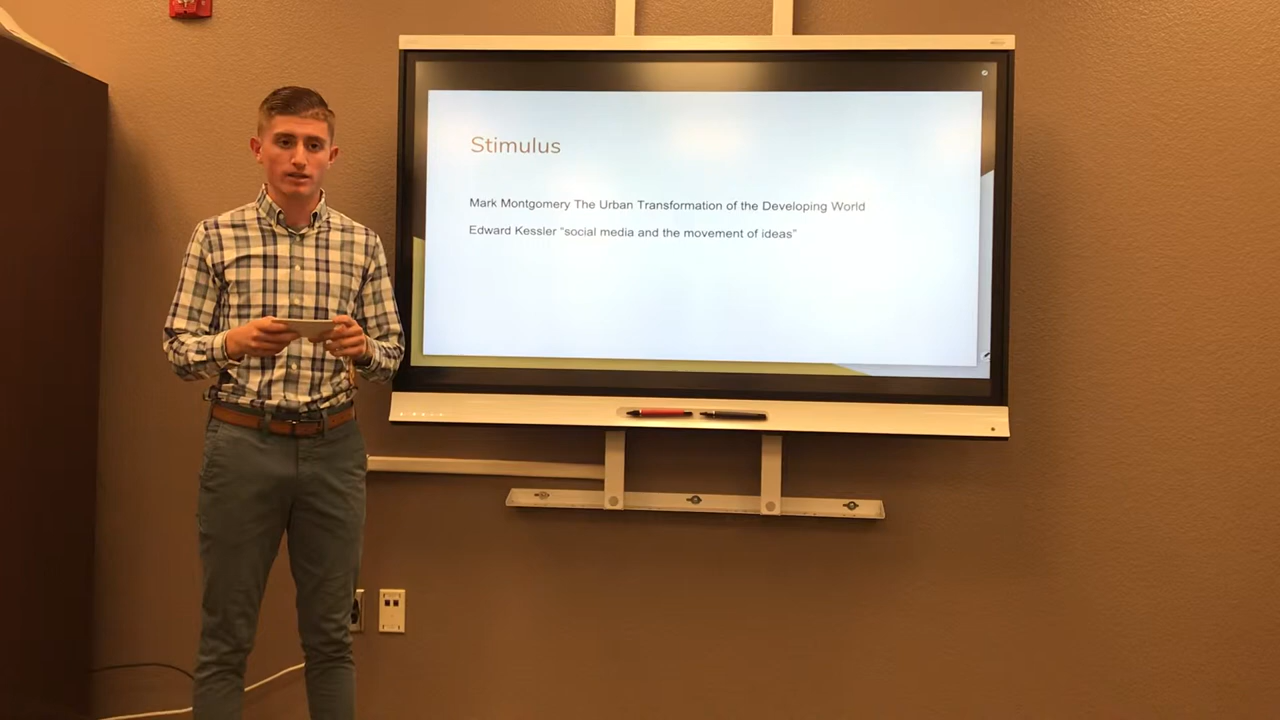 Stimulus
Mark Montgomery The Urban Transformation of the Developing World
Edward Kessler "social media and the movement of ideas"